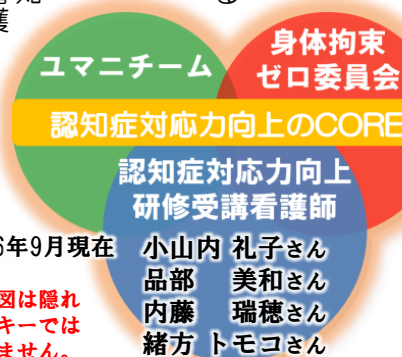 護
ユマニチーム
身体拘束
ゼロ委員会
認知症対応力向上のCORE
認知症対応力向上
研修受講看護師
6年9月現在
小山内 礼子さん
品部 美和さん
図は隠れ
内藤 瑞穂さん
キーでは
緒方 トモコさん
ません。